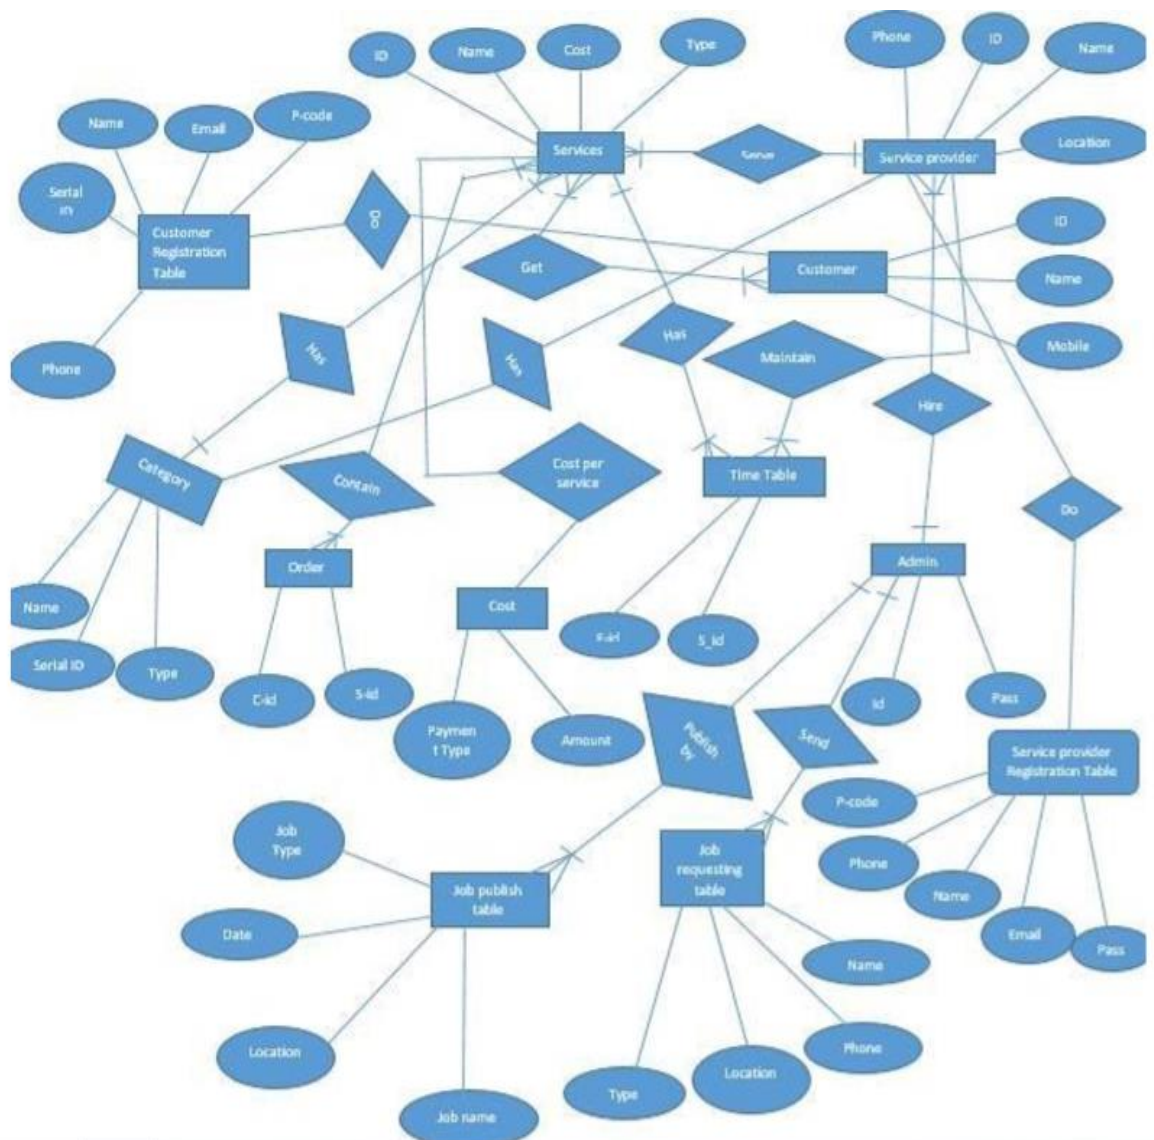 Phone
ID
Name
ID
Name
Cost
Type
Name
Email
P-code
Services
Service provider
Location
Serial
Customer
Registration
Table
Do
ID
Get
Customer
Name
Phone
Has
Has
Has
Maintain
Mobile
Hire
Category
Contain
Cost per
service
Time Table
Do
Order
Admin
Name
Cost
S_id
Serial ID
Type
C-id
S-id
Id
Pass
Paymen
t Type
Amount
Publish
by
Send
Service provider
Registration Table
P-code
Job
Type
Job
requesting
table
Phone
Job publish
table
Name
Date
Email
Pass
Name
Location
Phone
Location
Type
Job name